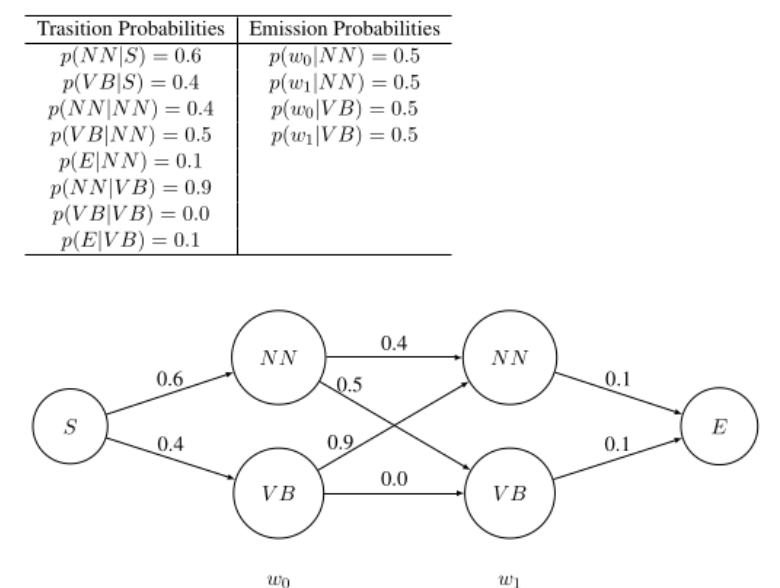 Trasition Probabilities Emission Probabilities
p(NN|S) = 0.6 p(w₀|NN) = 0.5
p(VB|S) = 0.4 p(w₁|NN) = 0.5
p(NN|NN) = 0.4 p(w₀|VB) = 0.5
p(VB|NN) = 0.5 p(w₁|VB) = 0.5
p(E|NN) = 0.1
p(NN|VB) = 0.9
p(VB|VB) = 0.0
p(E|VB) = 0.1
NN 0.4 NN
0.6 0.5 0.1
S E
0.4 0.9 0.1
VB 0.0 VB
w₀ w₁